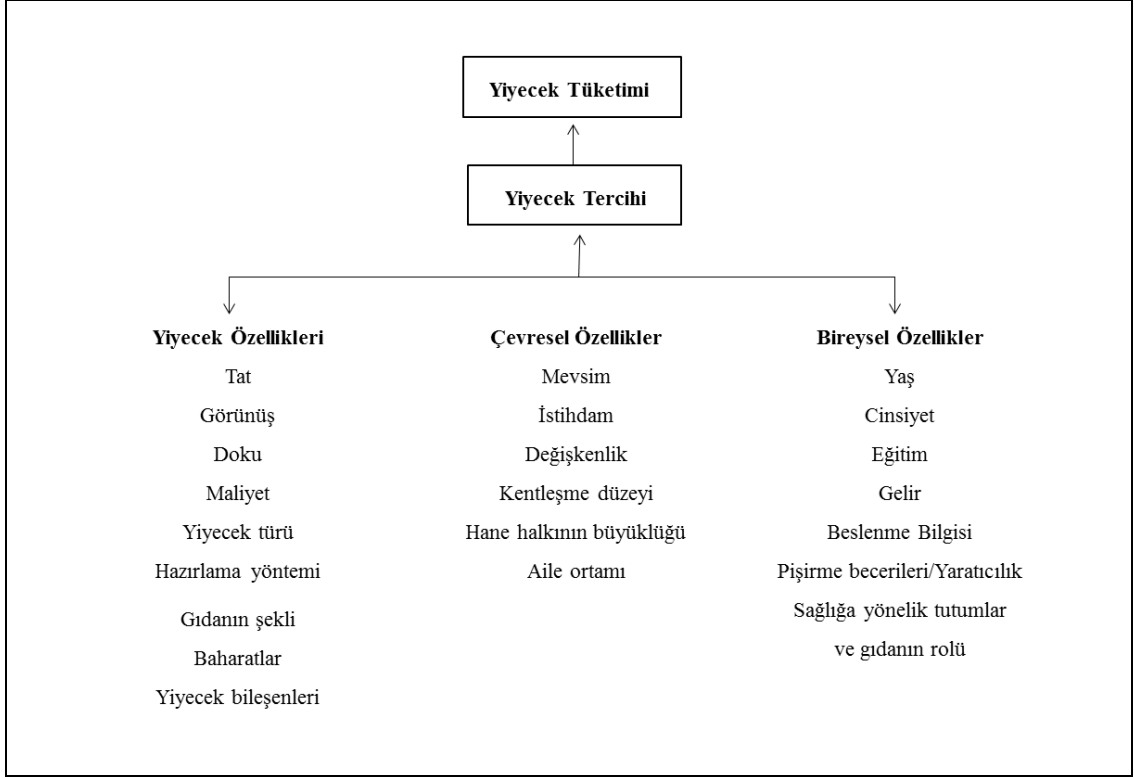 Yiyecek Tüketimi
Yiyecek Tercihi
Yiyecek Özellikleri
Tat
Görünüş
Doku
Maliyet
Yiyecek türü
Hazırlama yöntemi
Gıdanın şekli
Baharatlar
Yiyecek bileşenleri
Çevresel Özellikler
Mevsim
İstihdam
Değişkenlik
Kentleşme düzeyi
Hane halkının büyüklüğü
Aile ortamı
Bireysel Özellikler
Yaş
Cinsiyet
Eğitim
Gelir
Beslenme Bilgisi
Pişirme becerileri/Yaratıcılık
Sağlığa yönelik tutumlar
ve gıdanın rolü